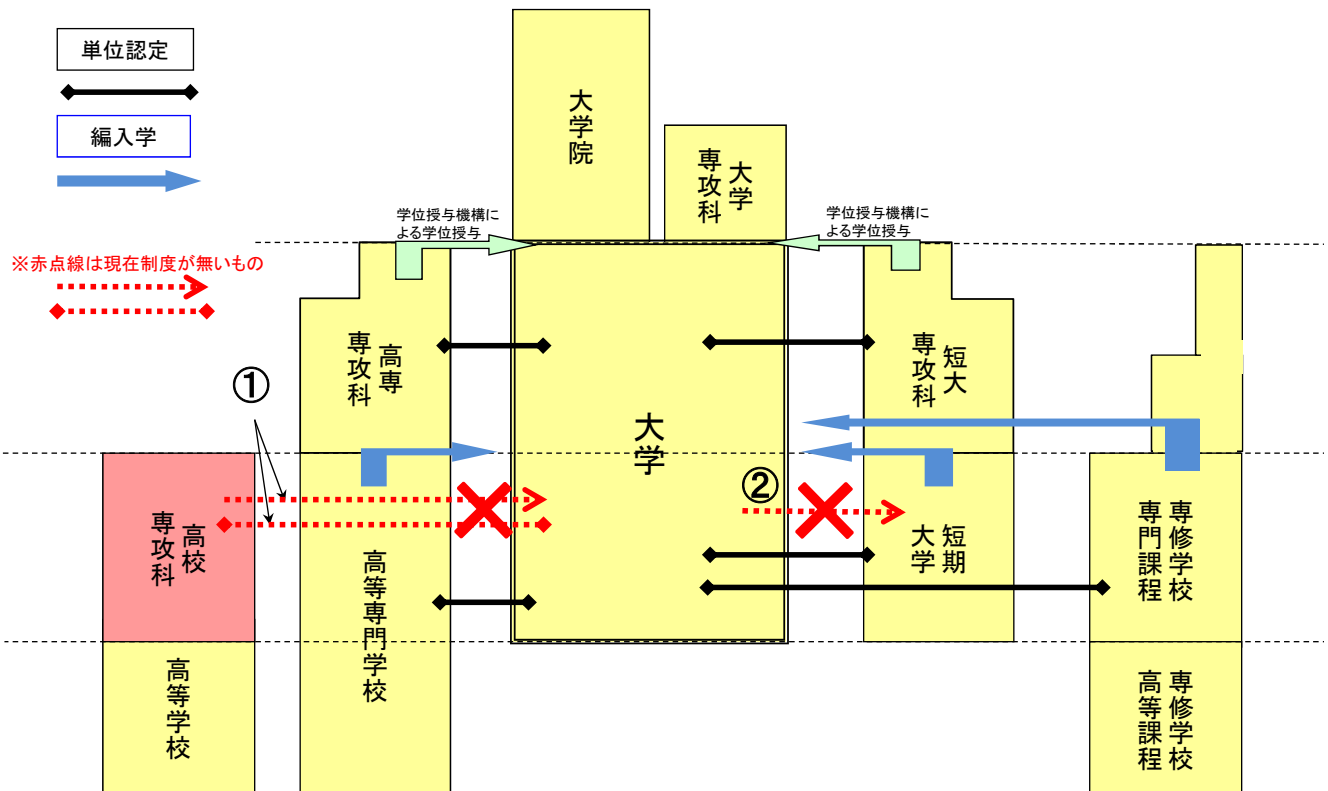 単位認定
編入学
※赤点線は現在制度が無いもの
大学院
大学
専攻科
学位授与機構に
よる学位授与
学位授与機構に
よる学位授与
高専
専攻科
短大
専攻科
①
大学
②
高校
専攻科
高等専門学校
短期
大学
専修学校
専門課程
高等学校
専修学校
高等課程